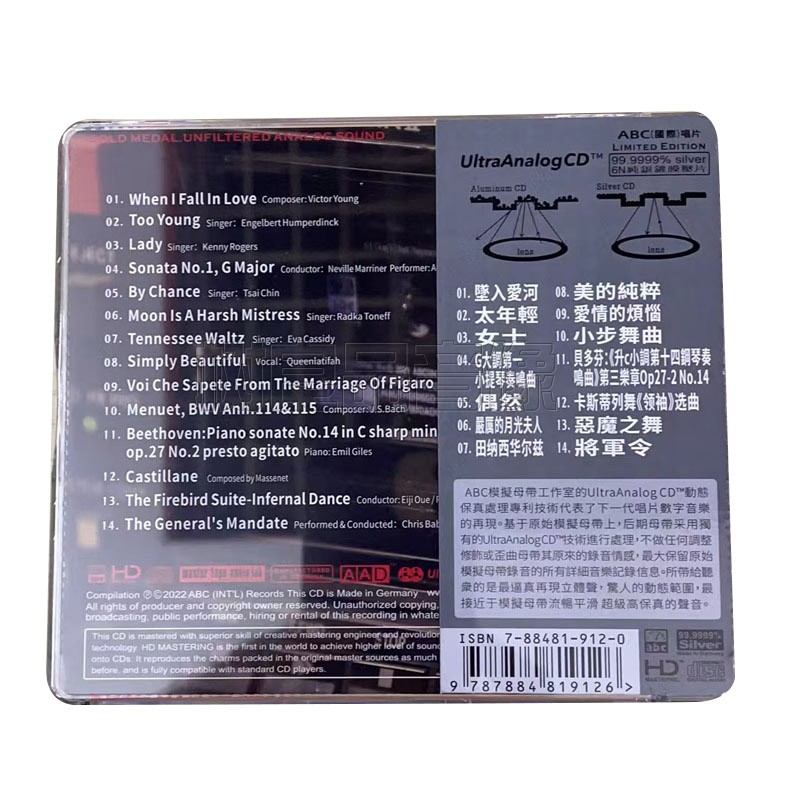 GOLD MEDAL.UNFILTERED ANALOG SOUND
01. When I Fall In Love Composer:Victor Young
02. Too Young Singer: Engelbert Humperdinck
03. Lady Singer: Kenny Rogers
04. Sonata No.1, G Major Conductor: Neville Marriner Performer:
05. By Chance Singer: Tsai Chin
06. Moon Is A Harsh Mistress Singer: Radka Toneff
07. Tennessee Waltz Singer: Eva Cassidy
08. Simply Beautiful Vocal: Queenlatifah
09. Voi Che Sapete From The Marriage Of Figaro
10. Menuet, BWV Anh.114&115 Composer: J.S.Bach
11. Beethoven:Piano sonate No.14 in C sharp min
op.27 No.2 presto agitato Piano: Emil Giles
12. Castillane Composed by Massenet
13. The Firebird Suite-Infernal Dance Conductor: Eiji Oue /
14. The General's Mandate Performed & Conducted: Chris Bab
HD master tape audio lab AAD
Compilation ℗©2022 ABC (INT'L) Records This CD is Made in Germany
All rights of producer and copyright owner reserved. Unauthorized copying,
broadcasting, public performance, hiring or rental of this recording in whate
This CD is mastered with superior skill of creative mastering engineer and revolution
technology. HD MASTERING is the first in the world to achieve higher level of soun
onto CDs. It reproduces the charms packed in the original master sources as much as
before, and is fully compatible with standard CD players.
ABC(國際)唱片
LIMITED EDITION
UltraAnalogCD™
99.9999% silver
6N純銀鍍膜壓片
Aluminum CD
Silver CD
lens
lens
01. 墜入愛河
02. 太年輕
03. 女士
04. G大調第一
小提琴奏鳴曲
05. 偶然
06. 嚴厲的月光夫人
07. 田纳西华尔兹
08. 美的純粹
09. 愛情的煩惱
10. 小步舞曲
11. 貝多芬:《升c小調第十四鋼琴奏
鳴曲》第三樂章Op27-2 No.14
12. 卡斯蒂列舞《领袖》选曲
13. 惡魔之舞
14. 將軍令
ABC模擬母帶工作室的UltraAnalog CD™動態
保真處理專利技術代表了下一代唱片數字音樂
的再現。基于原始模擬母帶上，后期母帶采用獨
有的UltraAnalogCD™技術進行處理，不做任何調整
修飾或歪曲母帶其原來的錄音情感，最大保留原始
模擬母帶錄音的所有詳細音樂記錄信息。所帶給聽
衆的是最逼真再現立體聲，驚人的動態範圍，最
接近于模擬母帶流暢平滑 超級高保真的聲音。
ISBN 7-88481-912-0
9 787884 819126 >
abc
99.9999%
Silver
HD